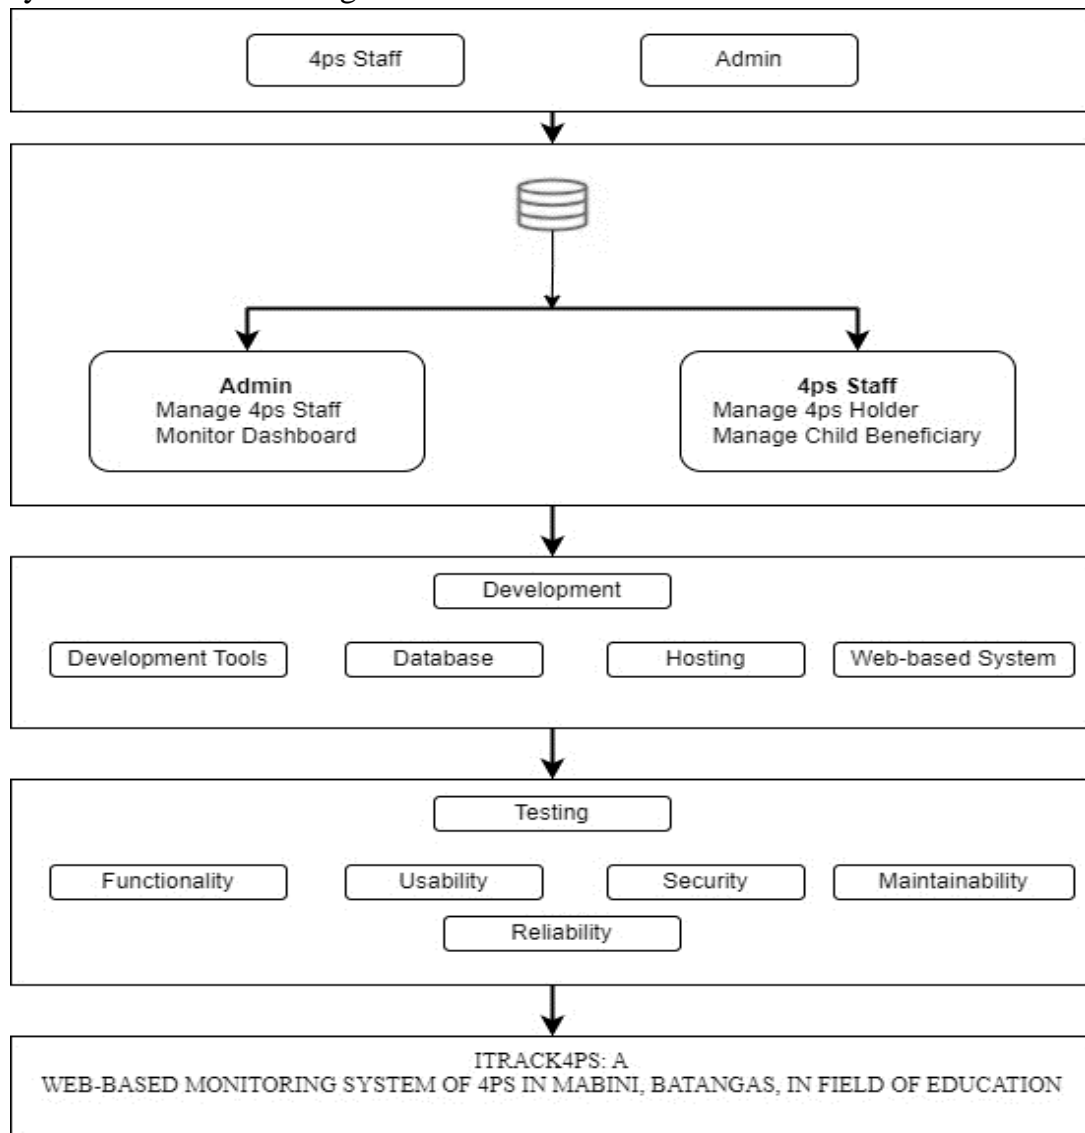 4ps Staff
Admin
Admin
Manage 4ps Staff
Monitor Dashboard
4ps Staff
Manage 4ps Holder
Manage Child Beneficiary
Development
Development Tools
Database
Hosting
Web-based System
Testing
Functionality
Usability
Security
Maintainability
Reliability
ITRACK4PS: A
WEB-BASED MONITORING SYSTEM OF 4PS IN MABINI, BATANGAS, IN FIELD OF EDUCATION